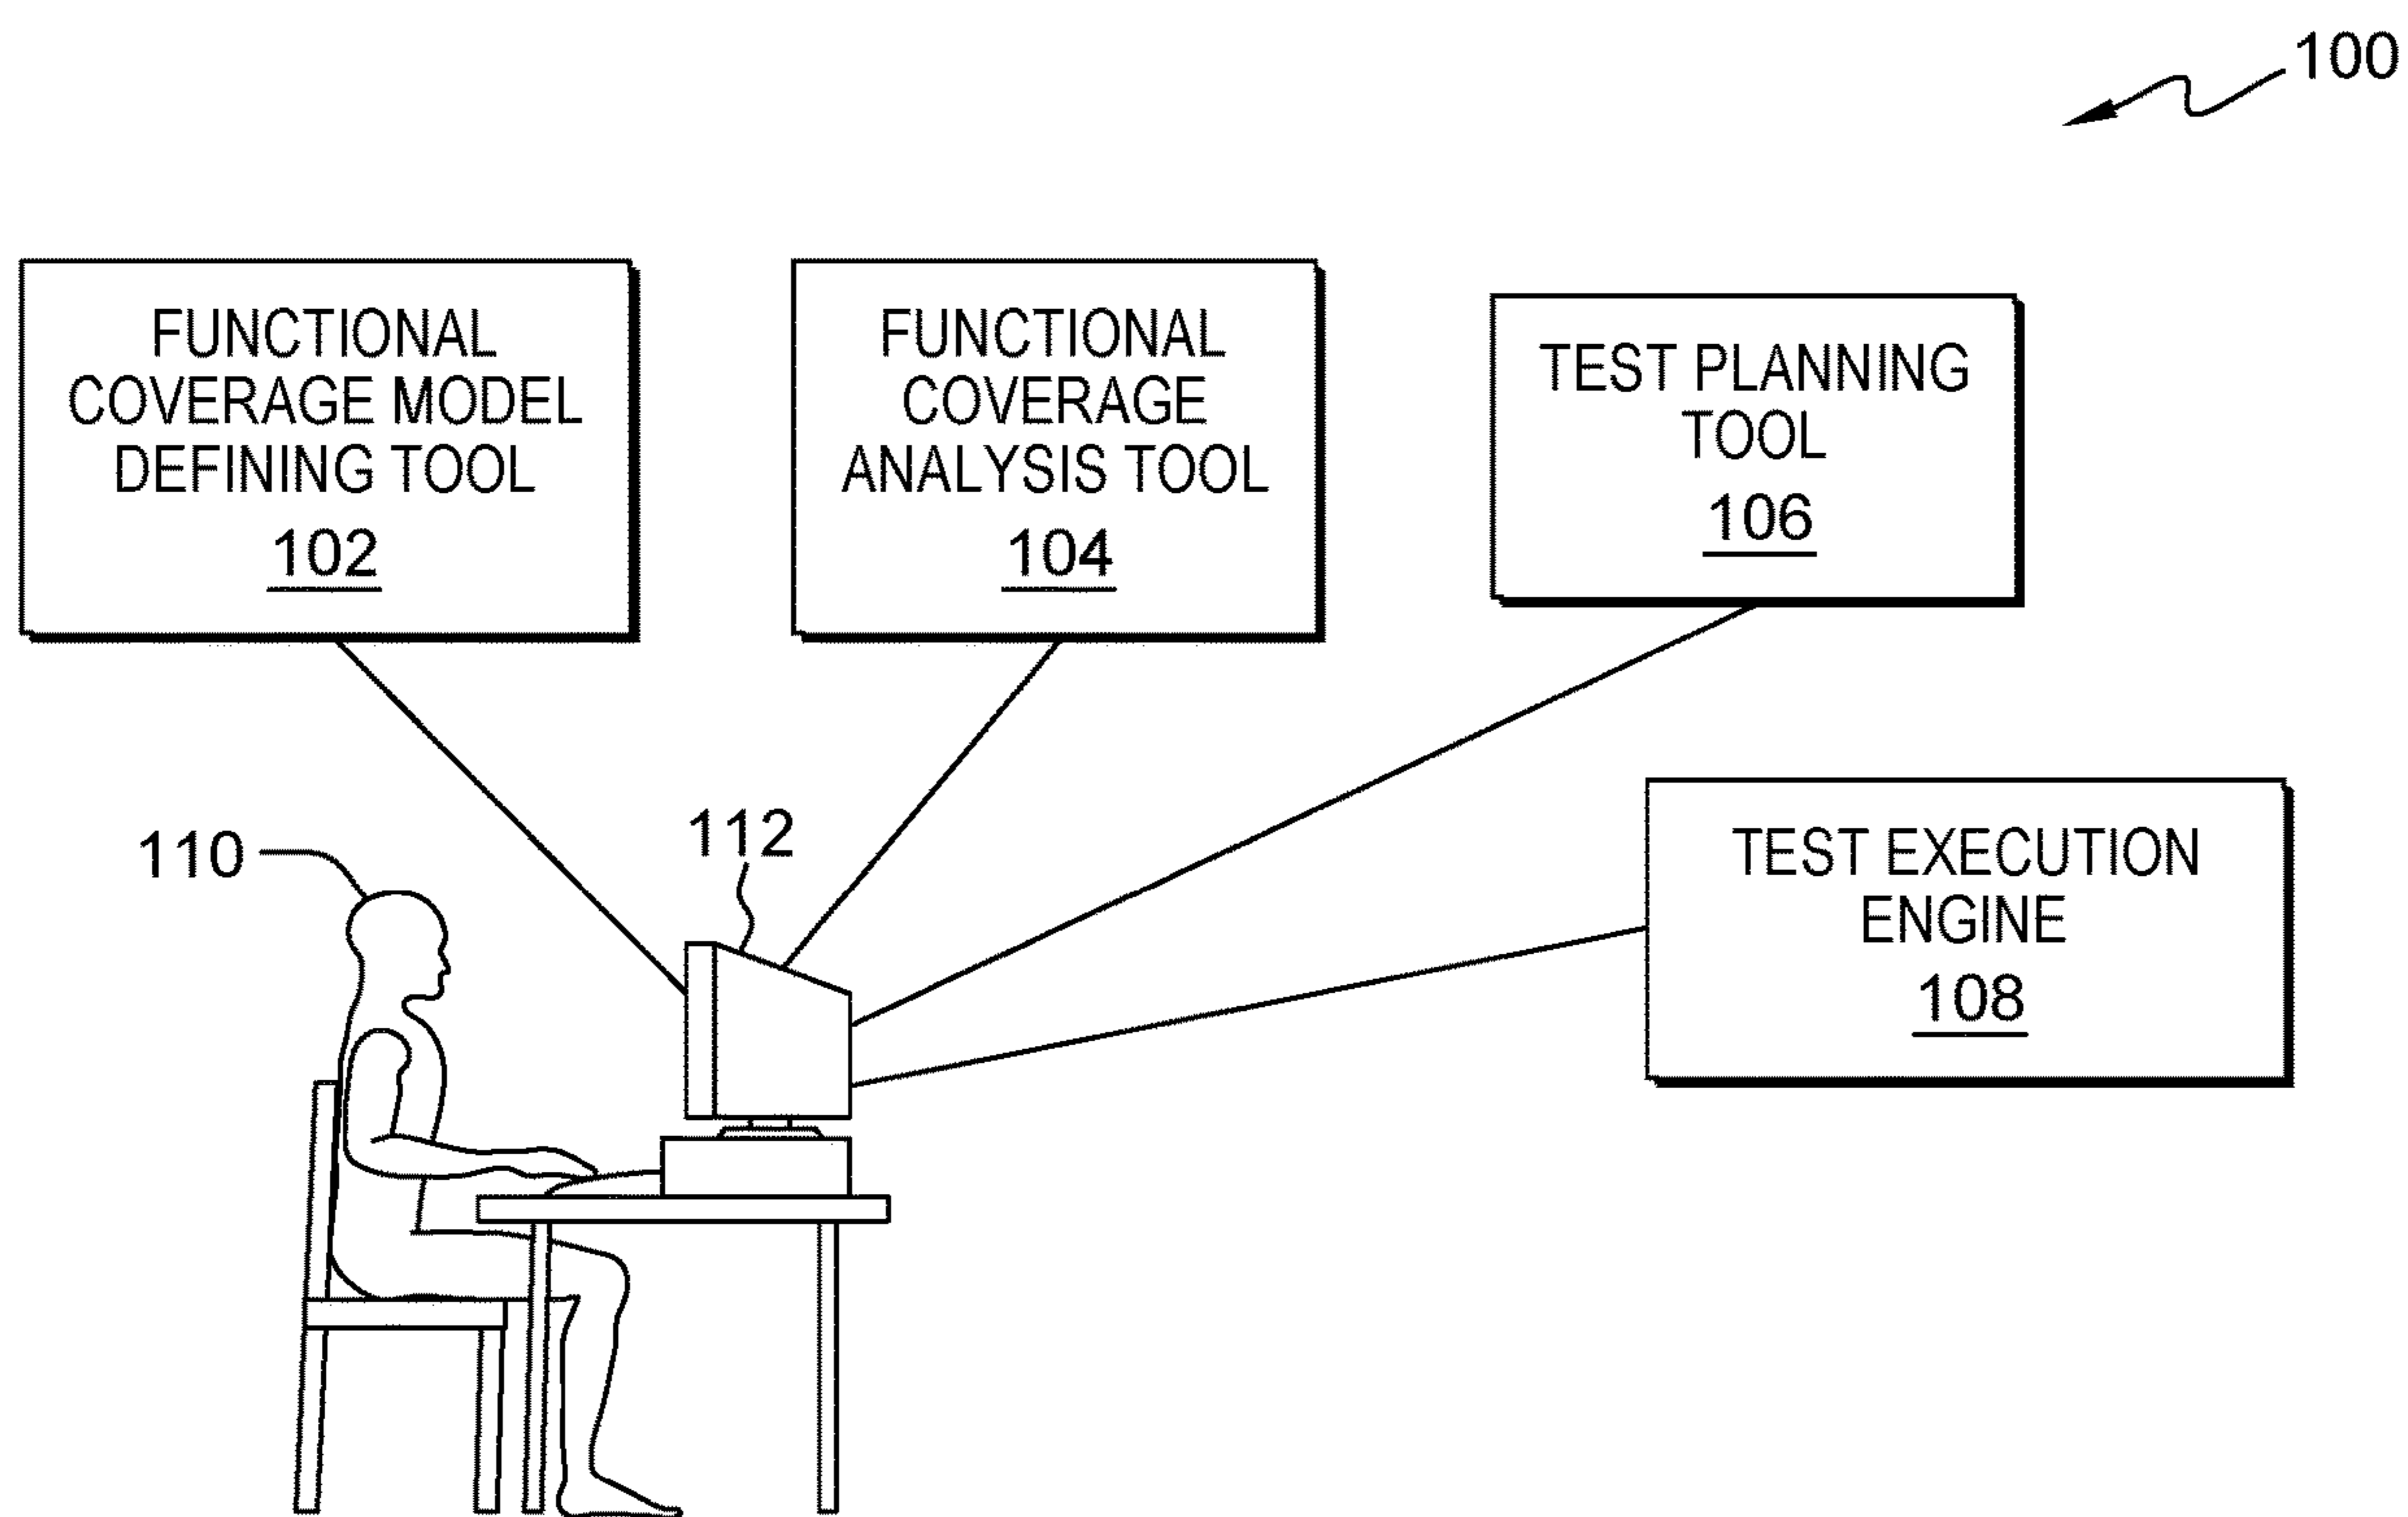 100
FUNCTIONAL
COVERAGE MODEL
DEFINING TOOL
102
FUNCTIONAL
COVERAGE
ANALYSIS TOOL
104
TEST PLANNING
TOOL
106
110
112
TEST EXECUTION
ENGINE
108